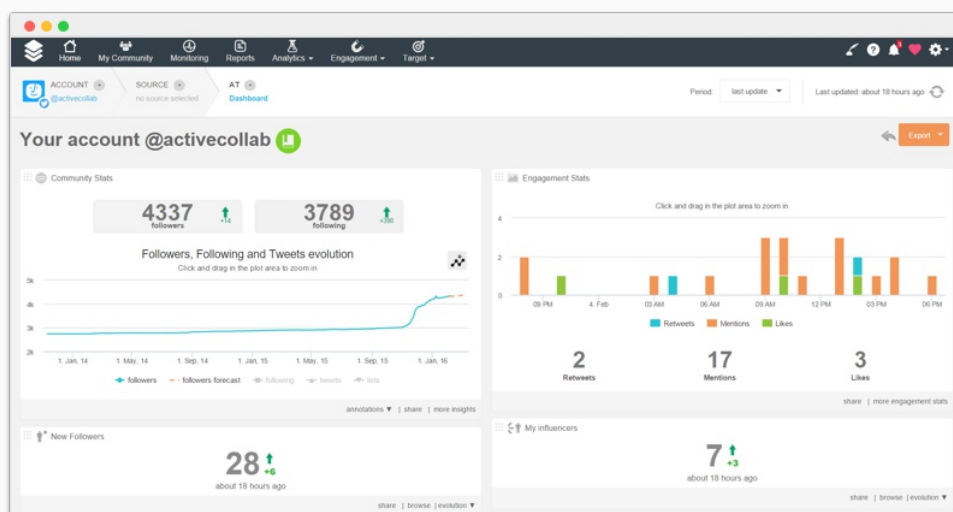 Home My Community Monitoring Reports Analytics Engagement Target
ACCOUNT SOURCE AT
@activecollab no source selected Dashboard
Period: last update Last updated: about 18 hours ago
Your account @activecollab
Export
Community Stats
4337 +14 3789
followers following
Followers, Following and Tweets evolution
Click and drag in the plot area to zoom in
5k
4k
3k
2k
1. Jan, 14 1. May, 14 1. Sep, 14 1. Jan, 15 1. May, 15 1. Sep, 15 1. Jan, 16
followers followers forecast following tweets lists
annotations ▼ | share | more insights
Engagement Stats
Click and drag in the plot area to zoom in
4
2
0
09 PM 4. Feb 03 AM 06 AM 09 AM 12 PM 03 PM 06 PM
Retweets Mentions Likes
2 17 3
Retweets Mentions Likes
share | more engagement stats
New Followers
28 +6
about 18 hours ago
share | browse | evolution ▼
My influencers
7 +3
about 18 hours ago
share | browse | evolution ▼